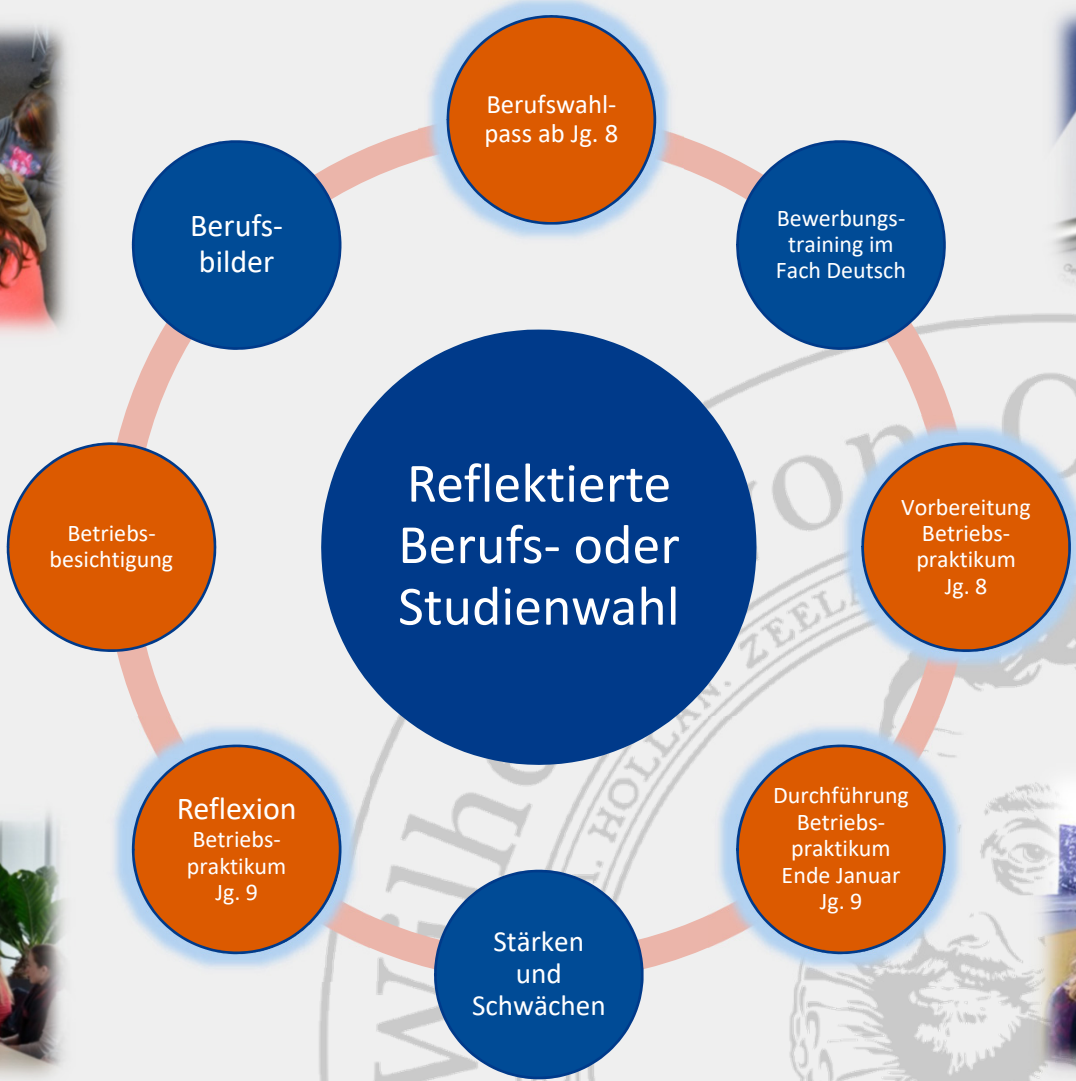 Berufswahl-
pass ab Jg. 8
Berufs-
bilder
Bewerbungs-
training im
Fach Deutsch
Reflektierte
Berufs- oder
Studienwahl
Betriebs-
besichtigung
Vorbereitung
Betriebs-
praktikum
Jg. 8
Reflexion
Betriebs-
praktikum
Jg. 9
Durchführung
Betriebs-
praktikum
Ende Januar
Jg. 9
Stärken
und
Schwächen
HOLLAN. ZEEL